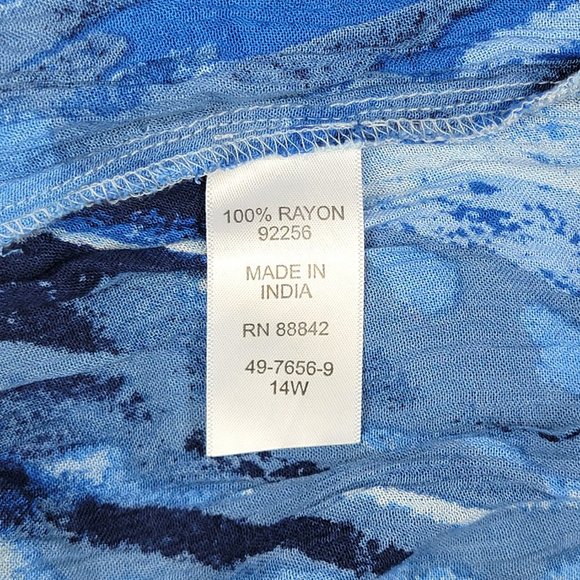 100% RAYON
92256
MADE IN
INDIA
RN 88842
49-7656-9
14W